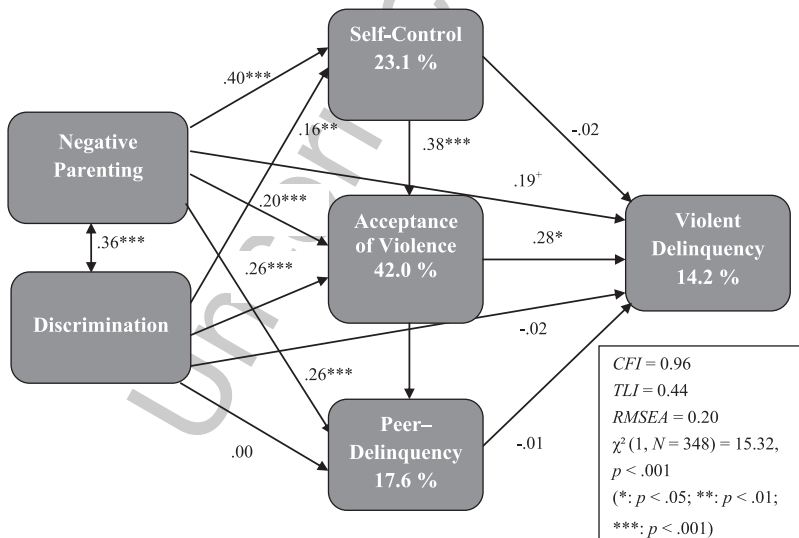 Self-Control
23.1 %
.40***
.16**
-.02
Negative
Parenting
.38***
.19+
.20***
Acceptance
of Violence
42.0 %
.28*
Violent
Delinquency
14.2 %
.36***
.26***
Discrimination
-.02
.26***
.00
Peer–
Delinquency
17.6 %
-.01
CFI = 0.96
TLI = 0.44
RMSEA = 0.20
χ² (1, N = 348) = 15.32,
p < .001
(*: p < .05; **: p < .01;
***: p < .001)